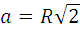 a = R√2